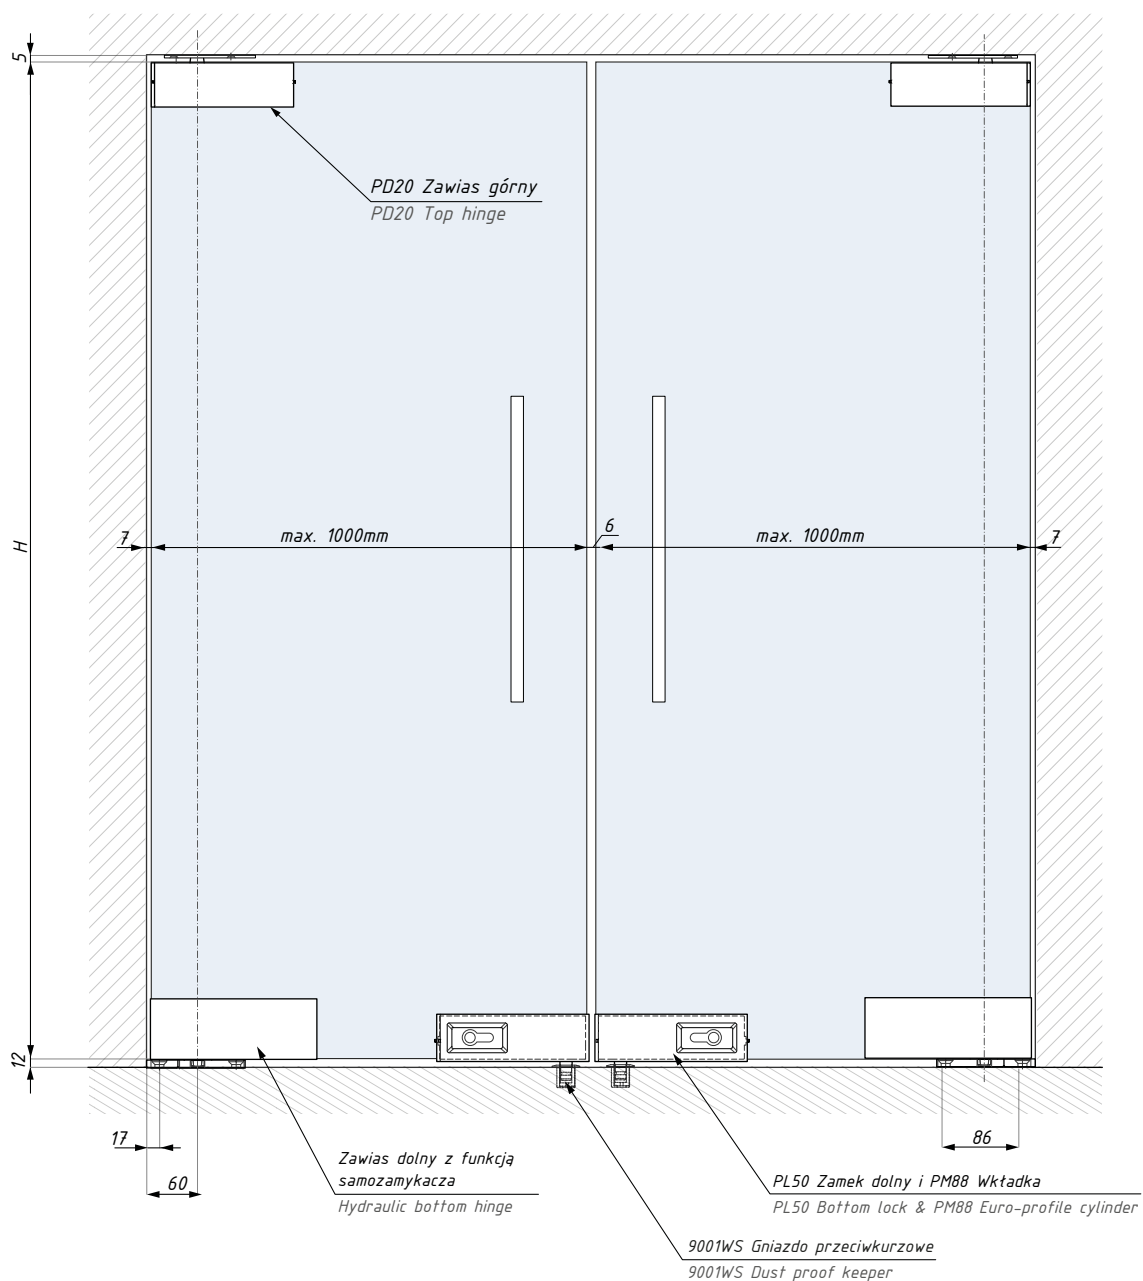 5
PD20 Zawias górny
PD20 Top hinge
H
7
max. 1000mm
6
max. 1000mm
7
12
17
60
86
Zawias dolny z funkcją
samozamykacza
Hydraulic bottom hinge
PL50 Zamek dolny i PM88 Wkładka
PL50 Bottom lock & PM88 Euro-profile cylinder
9001WS Gniazdo przeciwkurzowe
9001WS Dust proof keeper